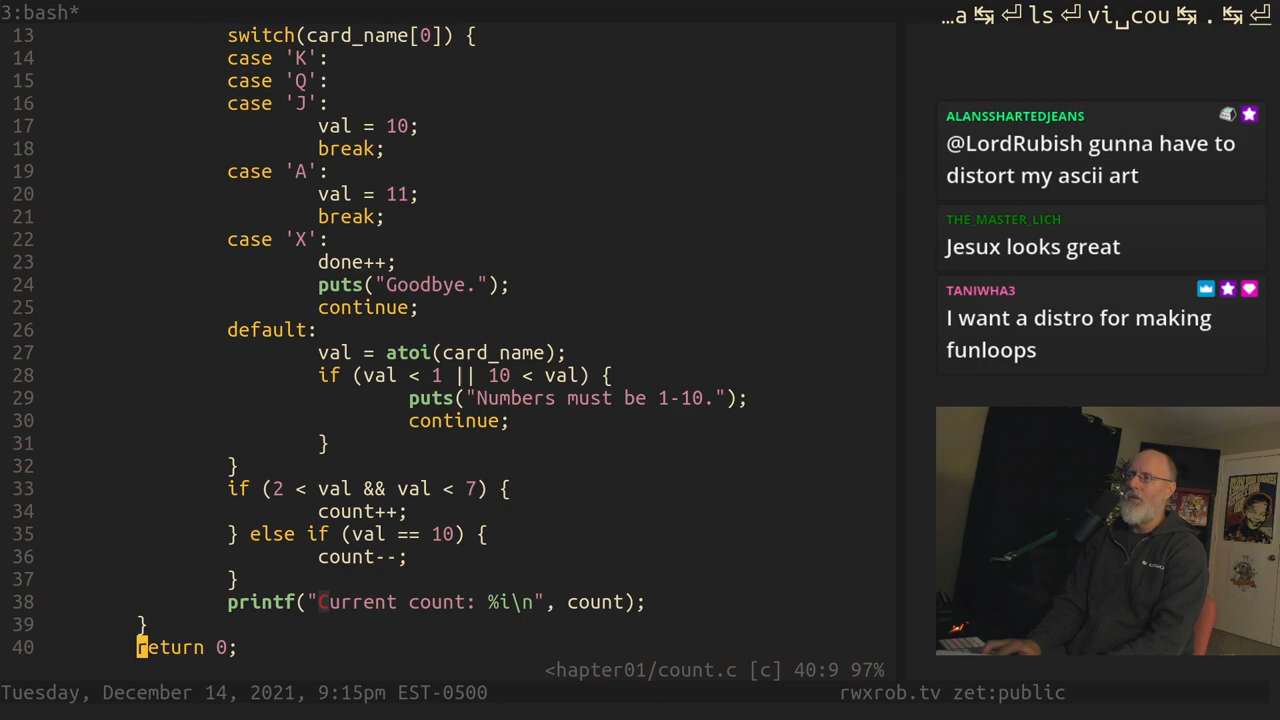 3:bash*
…a ↹ ⏎ ls ⏎ vi␣cou ↹ . ↹ ⏎
13 switch(card_name[0]) {
14 case 'K':
15 case 'Q':
16 case 'J':
17 val = 10;
18 break;
19 case 'A':
20 val = 11;
21 break;
22 case 'X':
23 done++;
24 puts("Goodbye.");
25 continue;
26 default:
27 val = atoi(card_name);
28 if (val < 1 || 10 < val) {
29 puts("Numbers must be 1-10.");
30 continue;
31 }
32 }
33 if (2 < val && val < 7) {
34 count++;
35 } else if (val == 10) {
36 count--;
37 }
38 printf("Current count: %i\n", count);
39 }
40 return 0;
<hapter01/count.c [c] 40:9 97%
Tuesday, December 14, 2021, 9:15pm EST-0500
rwxrob.tv zet:public
ALANSSHARTEDJEANS
@LordRubish gunna have to
distort my ascii art
THE_MASTER_LICH
Jesux looks great
TANIWHA3
I want a distro for making
funloops